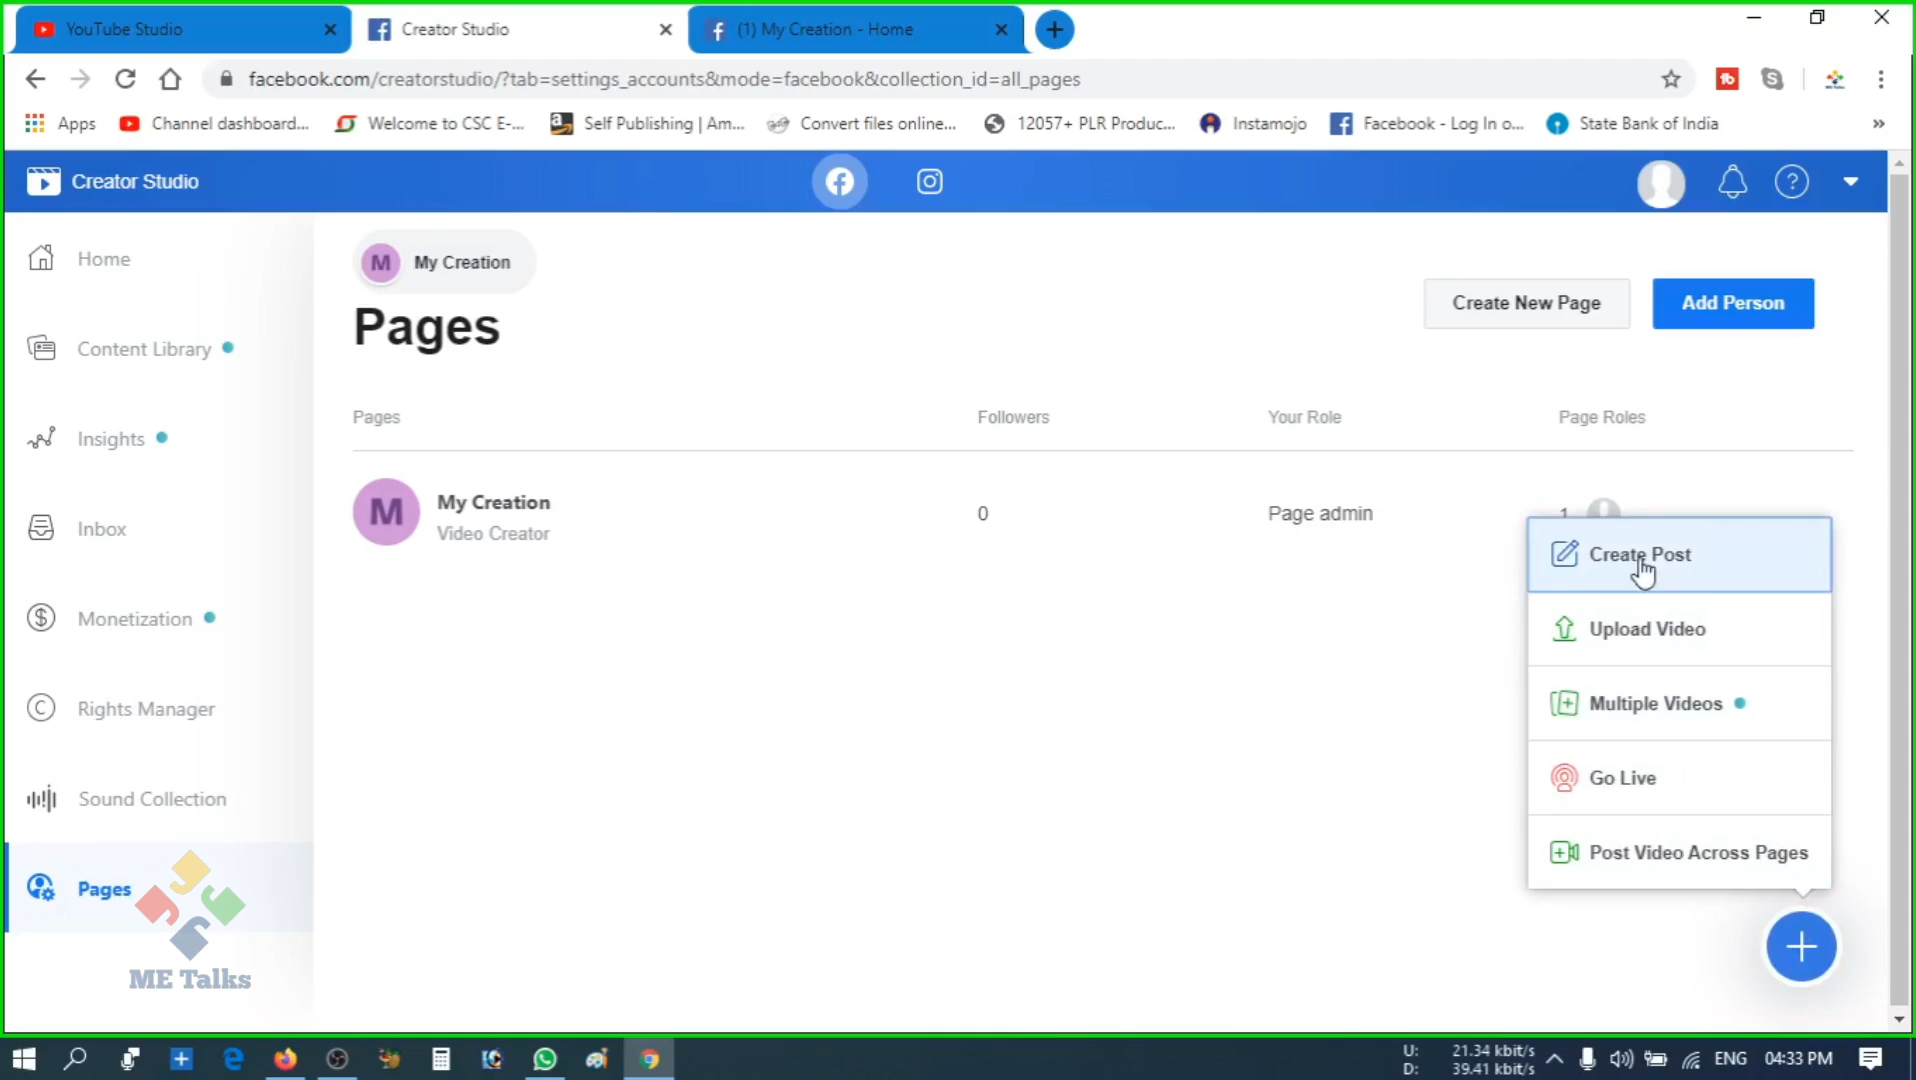 YouTube Studio
Creator Studio
(1) My Creation - Home
facebook.com/creatorstudio/?tab=settings_accounts&mode=facebook&collection_id=all_pages
Apps
Channel dashboard...
Welcome to CSC E-...
Self Publishing | Am...
Convert files online...
12057+ PLR Produc...
Instamojo
Facebook - Log In o...
State Bank of India
»
Creator Studio
Home
Content Library
Insights
Inbox
Monetization
Rights Manager
Sound Collection
Pages
ME Talks
M My Creation
Pages
Create New Page
Add Person
Pages Followers Your Role Page Roles
M
My Creation
Video Creator
0
Page admin
1
Create Post
Upload Video
Multiple Videos
Go Live
Post Video Across Pages
U: 21.34 kbit/s
D: 39.41 kbit/s
ENG
04:33 PM